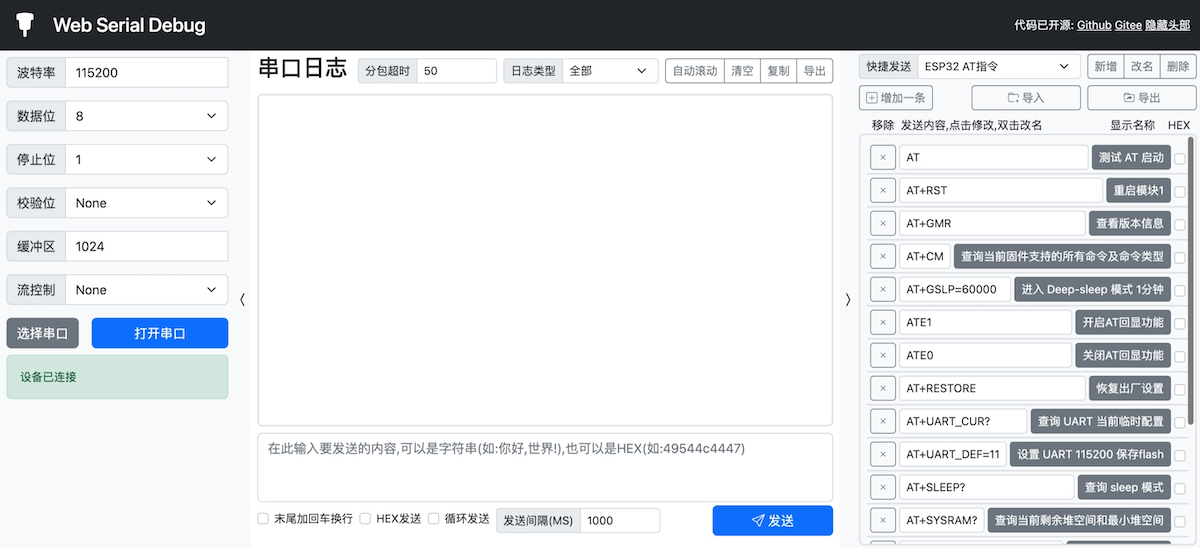 Web Serial Debug
代码已开源: Github Gitee 隐藏头部
波特率 115200
数据位 8
停止位 1
校验位 None
缓冲区 1024
流控制 None
选择串口 打开串口
设备已连接
串口日志 分包超时 50 日志类型 全部 自动滚动 清空 复制 导出
在此输入要发送的内容,可以是字符串(如:你好,世界!),也可以是HEX(如:49544c4447)
末尾加回车换行 HEX发送 循环发送 发送间隔(MS) 1000 发送
快捷发送 ESP32 AT指令 新增 改名 删除
增加一条 导入 导出
移除 发送内容,点击修改,双击改名 显示名称 HEX
× AT 测试 AT 启动
× AT+RST 重启模块1
× AT+GMR 查看版本信息
× AT+CM 查询当前固件支持的所有命令及命令类型
× AT+GSLP=60000 进入 Deep-sleep 模式 1分钟
× ATE1 开启AT回显功能
× ATE0 关闭AT回显功能
× AT+RESTORE 恢复出厂设置
× AT+UART_CUR? 查询 UART 当前临时配置
× AT+UART_DEF=11 设置 UART 115200 保存flash
× AT+SLEEP? 查询 sleep 模式
× AT+SYSRAM? 查询当前剩余堆空间和最小堆空间